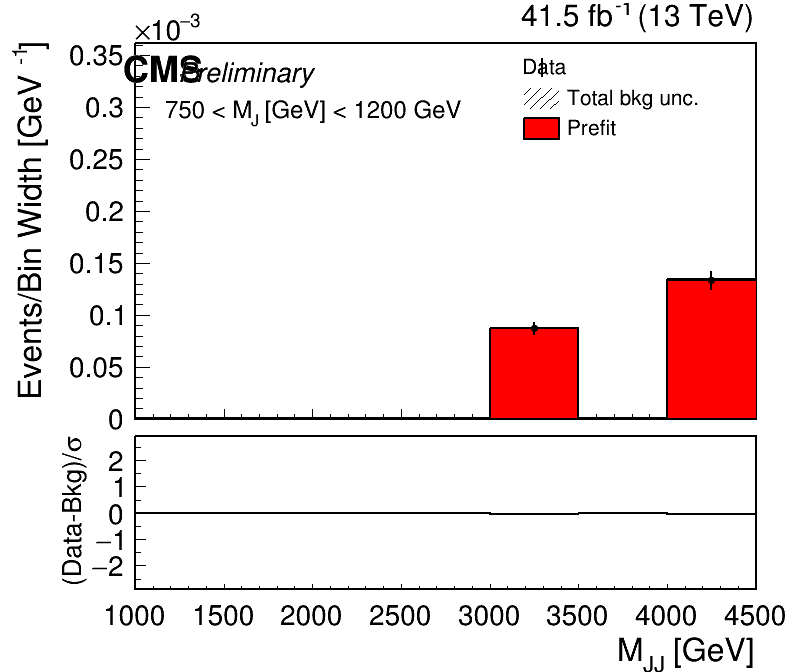 ×10⁻³
41.5 fb⁻¹ (13 TeV)
CMS Preliminary
750 < M_J [GeV] < 1200 GeV
Data
Total bkg unc.
Prefit
Events/Bin Width [GeV⁻¹]
0.35
0.3
0.25
0.2
0.15
0.1
0.05
0
(Data-Bkg)/σ
2
1
0
−1
−2
1000 1500 2000 2500 3000 3500 4000 4500
M_JJ [GeV]